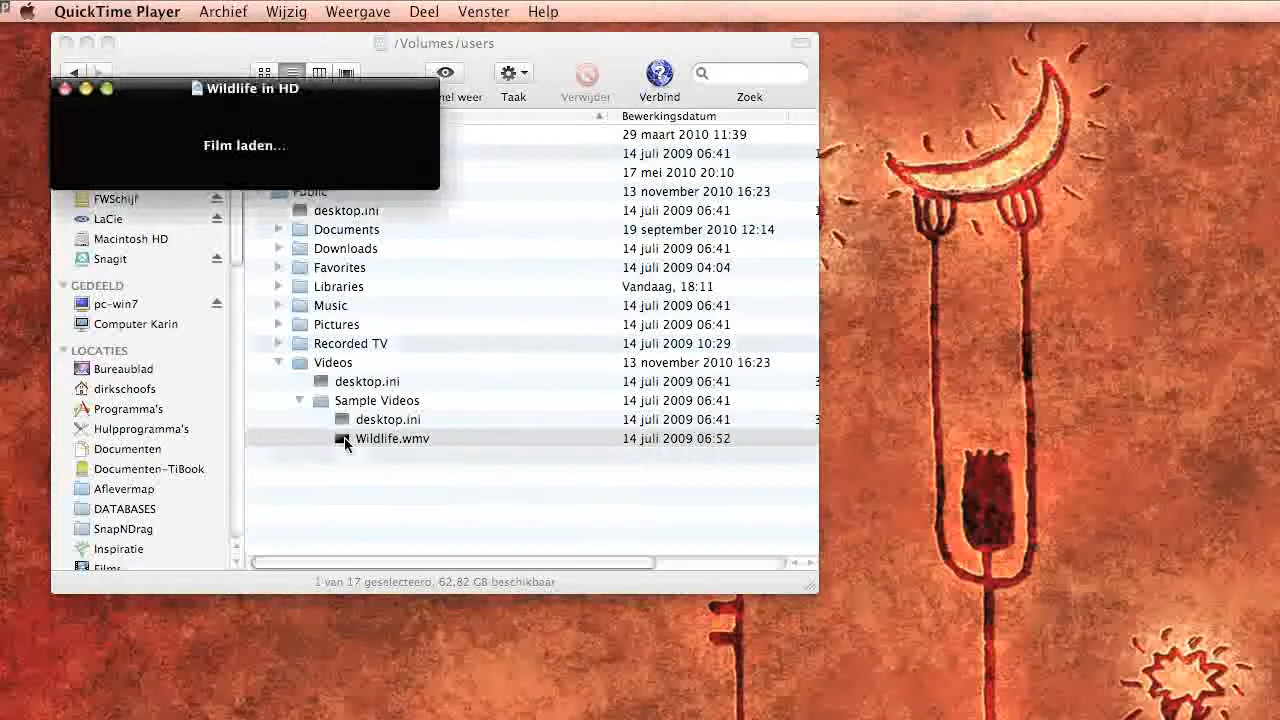 QuickTime Player Archief Wijzig Weergave Deel Venster Help
/Volumes/users
nel weer Taak Verwijder Verbind Zoek
Wildlife in HD
Film laden...
Bewerkingsdatum
29 maart 2010 11:39
14 juli 2009 06:41
17 mei 2010 20:10
Public 13 november 2010 16:23
desktop.ini 14 juli 2009 06:41
Documents 19 september 2010 12:14
Downloads 14 juli 2009 06:41
Favorites 14 juli 2009 04:04
Libraries Vandaag, 18:11
Music 14 juli 2009 06:41
Pictures 14 juli 2009 06:41
Recorded TV 14 juli 2009 10:29
Videos 13 november 2010 16:23
desktop.ini 14 juli 2009 06:41
Sample Videos 14 juli 2009 06:41
desktop.ini 14 juli 2009 06:41
Wildlife.wmv 14 juli 2009 06:52
FWSchijf
LaCie
Macintosh HD
Snagit
GEDEELD
pc-win7
Computer Karin
LOCATIES
Bureaublad
dirkschoofs
Programma's
Hulpprogramma's
Documenten
Documenten-TiBook
Aflevermap
DATABASES
SnapNDrag
Inspiratie
Films
1 van 17 geselecteerd, 62,82 GB beschikbaar